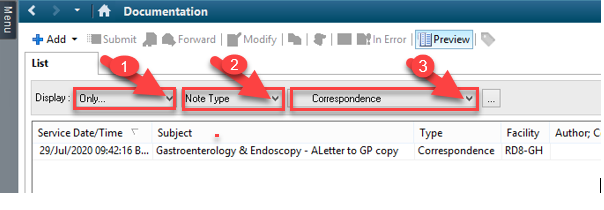 Menu
Documentation
+ Add Submit Forward Modify In Error Preview
List
1 2 3
Display : Only... Note Type Correspondence ...
Service Date/Time Subject Type Facility Author; Co
29/Jul/2020 09:42:16 B... Gastroenterology & Endoscopy - ALetter to GP copy Correspondence RD8-GH